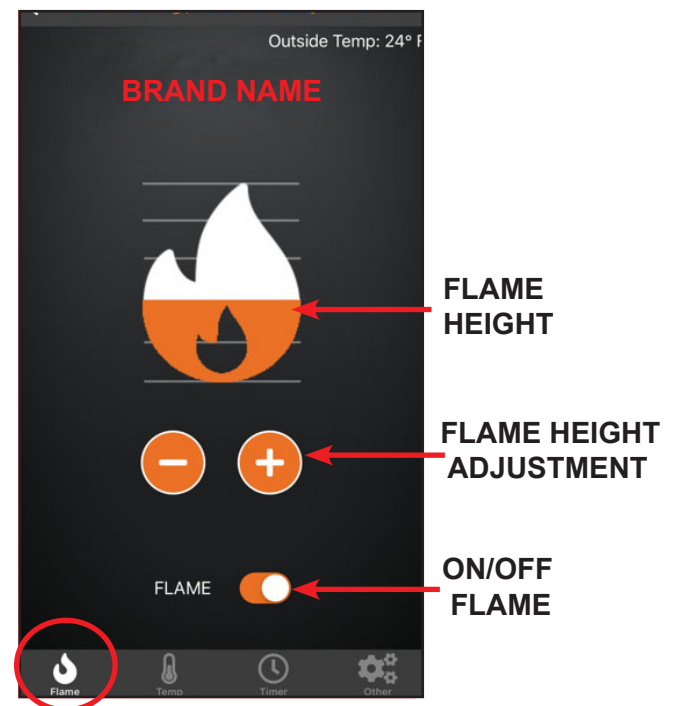 Outside Temp: 24° F
BRAND NAME
FLAME
HEIGHT
FLAME HEIGHT
ADJUSTMENT
FLAME
ON/OFF
FLAME
Flame
Temp
Timer
Other